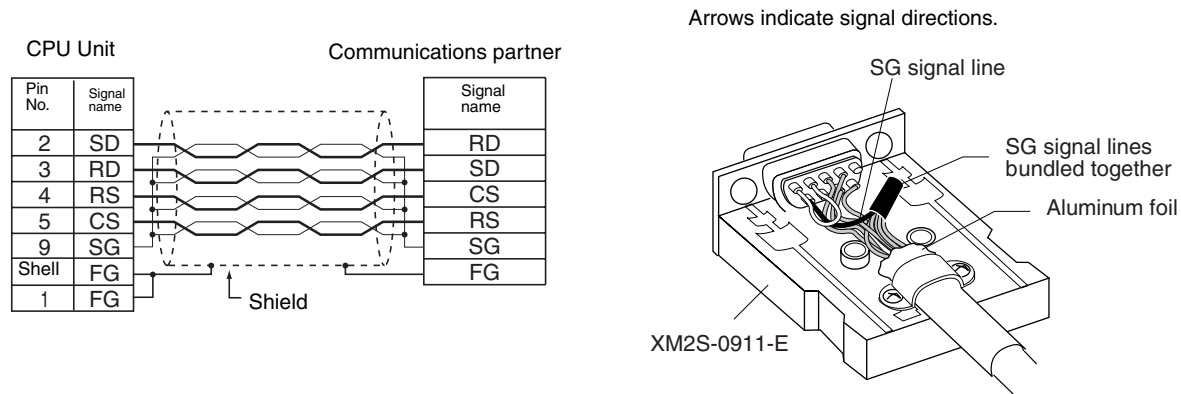 Arrows indicate signal directions.
CPU Unit
Communications partner
Pin No.
Signal name
2 SD
3 RD
4 RS
5 CS
9 SG
Shell FG
1 FG
Signal name
RD
SD
CS
RS
SG
FG
Shield
SG signal line
SG signal lines
bundled together
Aluminum foil
XM2S-0911-E